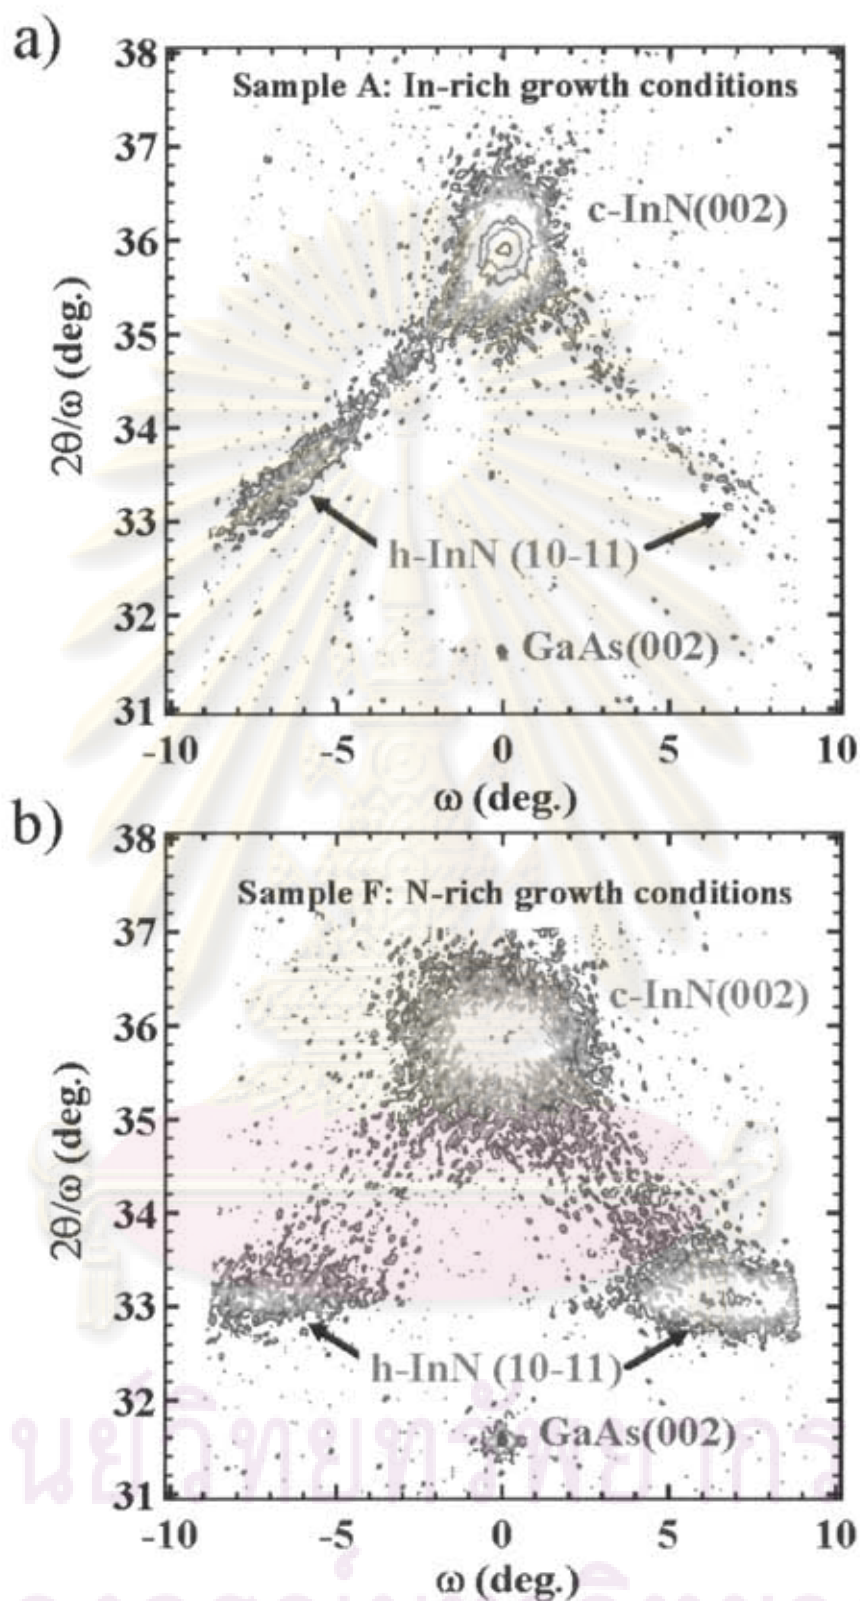 a)
38
Sample A: In-rich growth conditions
37
c-InN(002)
36
35
2θ/ω (deg.)
34
33
h-InN (10-11)
32
GaAs(002)
31
-10 -5 0 5 10
ω (deg.)
b)
38
Sample F: N-rich growth conditions
37
c-InN(002)
36
35
2θ/ω (deg.)
34
33
h-InN (10-11)
32
GaAs(002)
31
-10 -5 0 5 10
ω (deg.)